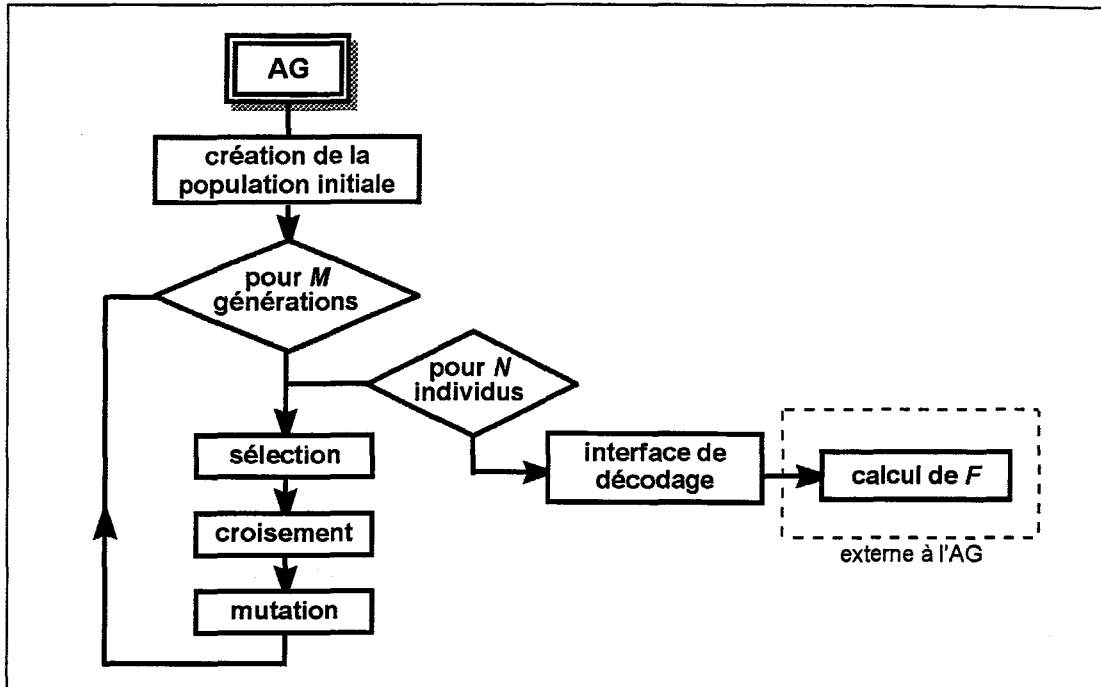 AG
création de la
population initiale
pour M
générations
pour N
individus
sélection
interface de
décodage
calcul de F
croisement
externe à l'AG
mutation